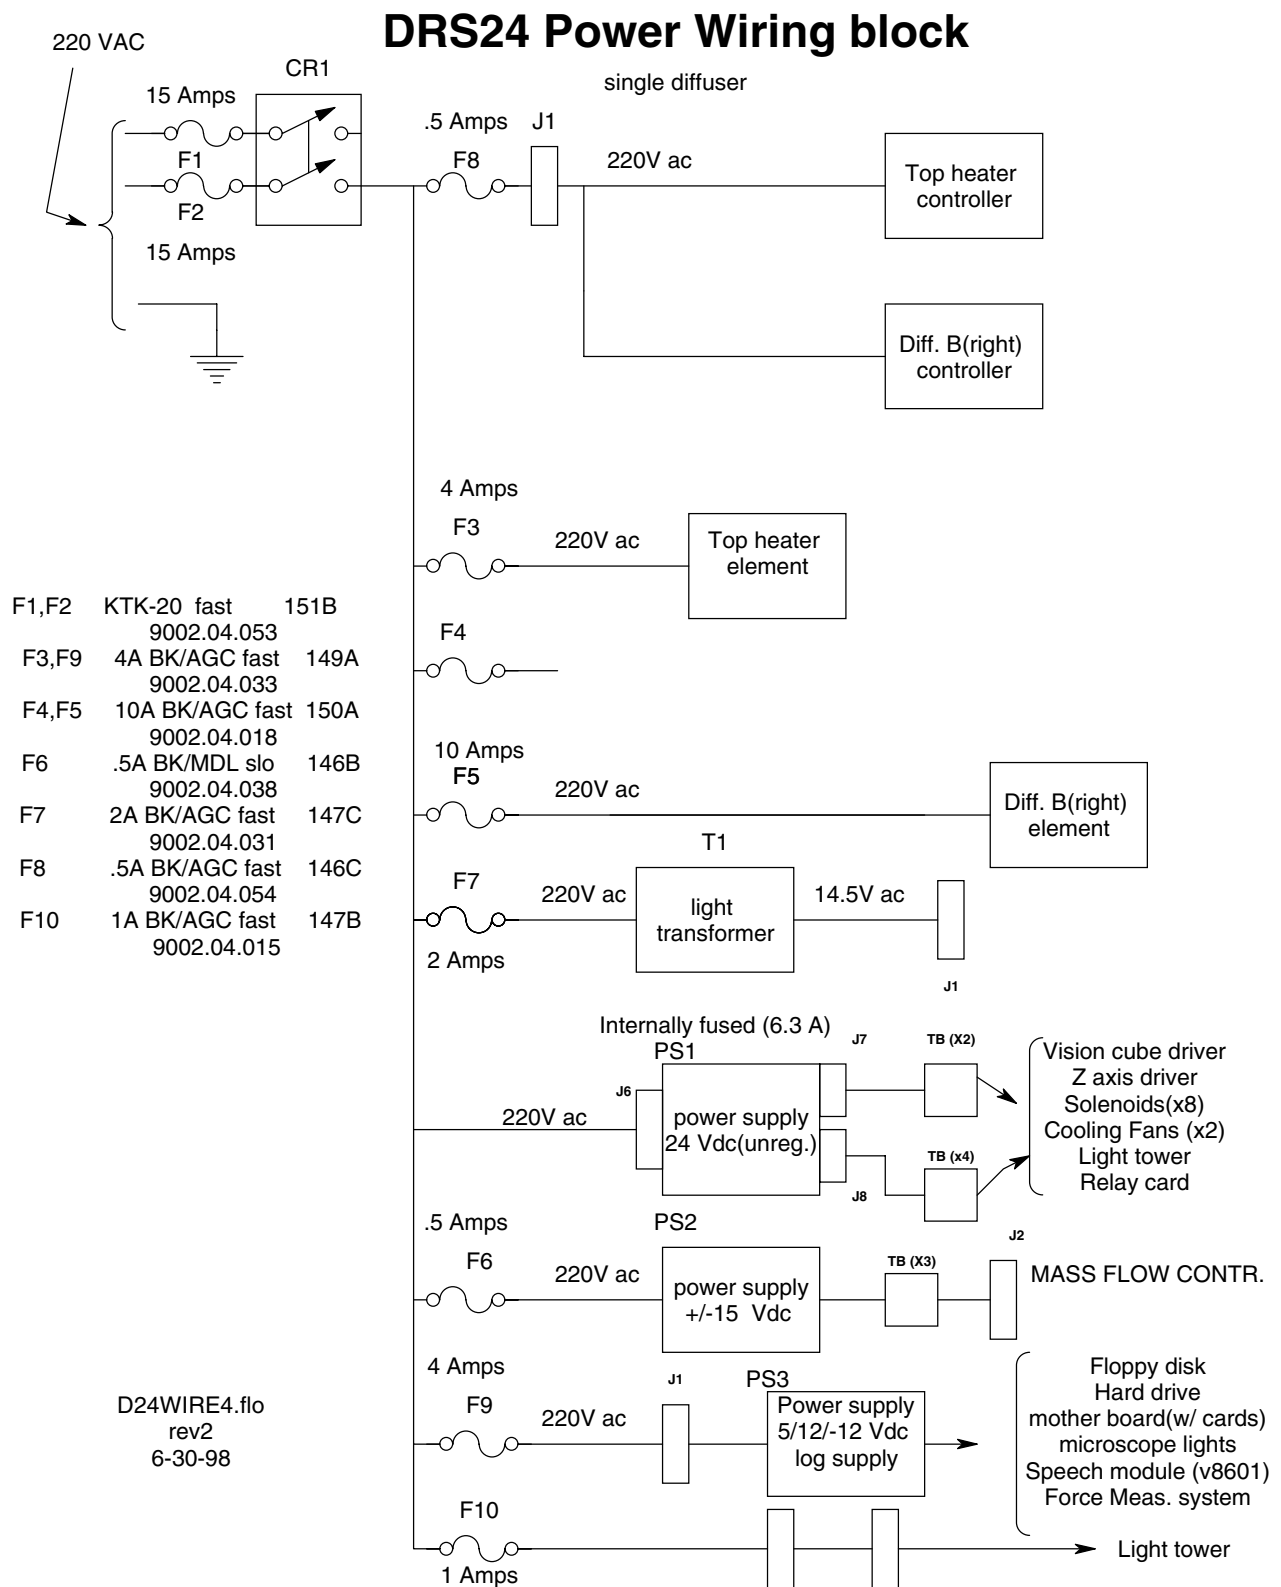 DRS24 Power Wiring block
220 VAC
single diffuser
CR1
15 Amps
F1
F2
15 Amps
.5 Amps
J1
F8
220V ac
Top heater
controller
Diff. B(right)
controller
4 Amps
F3
220V ac
Top heater
element
F4
10 Amps
F5
220V ac
Diff. B(right)
element
T1
F7
220V ac
light
transformer
14.5V ac
2 Amps
J1
F1,F2 KTK-20 fast 151B
9002.04.053
F3,F9 4A BK/AGC fast 149A
9002.04.033
F4,F5 10A BK/AGC fast 150A
9002.04.018
F6 .5A BK/MDL slo 146B
9002.04.038
F7 2A BK/AGC fast 147C
9002.04.031
F8 .5A BK/AGC fast 146C
9002.04.054
F10 1A BK/AGC fast 147B
9002.04.015
Internally fused (6.3 A)
PS1
J7
TB (X2)
J6
220V ac
power supply
24 Vdc(unreg.)
TB (x4)
J8
Vision cube driver
Z axis driver
Solenoids(x8)
Cooling Fans (x2)
Light tower
Relay card
.5 Amps
PS2
F6
220V ac
power supply
+/-15 Vdc
TB (X3)
J2
MASS FLOW CONTR.
4 Amps
F9
220V ac
J1
PS3
Power supply
5/12/-12 Vdc
log supply
Floppy disk
Hard drive
mother board(w/ cards)
microscope lights
Speech module (v8601)
Force Meas. system
D24WIRE4.flo
rev2
6-30-98
F10
1 Amps
Light tower